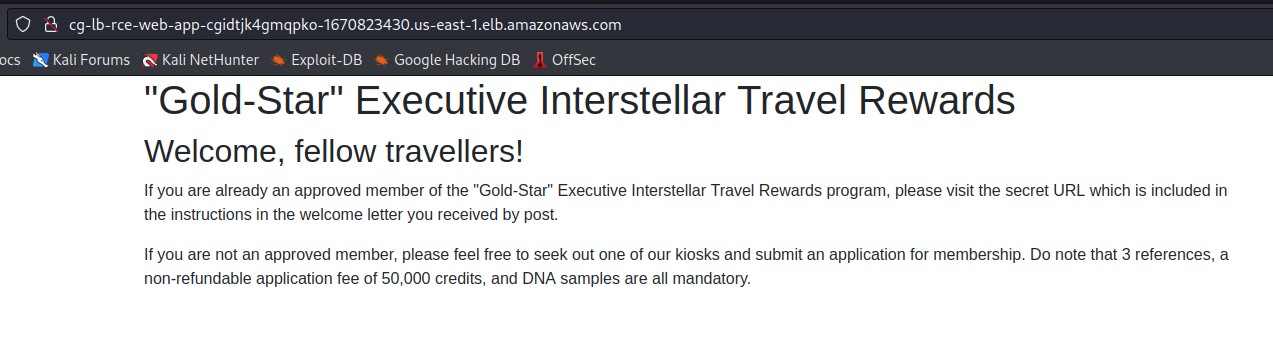 cg-lb-rce-web-app-cgidtjk4gmqpko-1670823430.us-east-1.elb.amazonaws.com
ocs Kali Forums Kali NetHunter Exploit-DB Google Hacking DB OffSec
"Gold-Star" Executive Interstellar Travel Rewards
Welcome, fellow travellers!
If you are already an approved member of the "Gold-Star" Executive Interstellar Travel Rewards program, please visit the secret URL which is included in
the instructions in the welcome letter you received by post.
If you are not an approved member, please feel free to seek out one of our kiosks and submit an application for membership. Do note that 3 references, a
non-refundable application fee of 50,000 credits, and DNA samples are all mandatory.